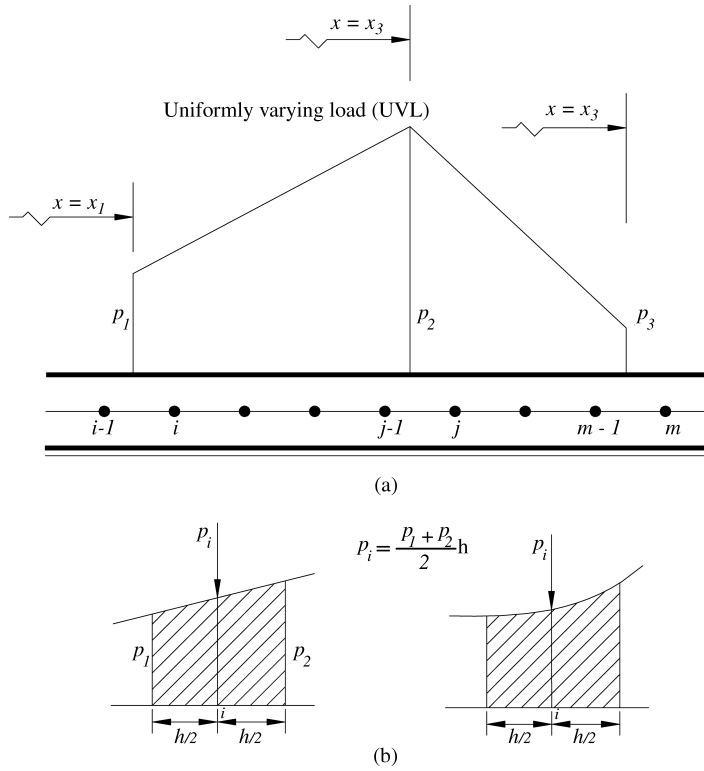 x = x₃
Uniformly varying load (UVL)
x = x₃
x = x₁
p₁
p₂
p₃
i-1 i j-1 j m - 1 m
(a)
pᵢ
pᵢ = (p₁ + p₂)/2 h
pᵢ
p₁
p₂
i
i
h/2 h/2
h/2 h/2
(b)